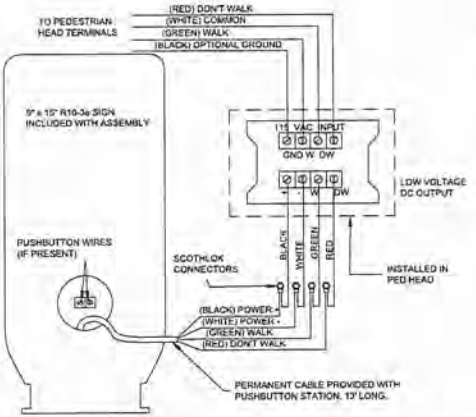 (RED) DON'T WALK
(WHITE) COMMON
(GREEN) WALK
(BLACK) OPTIONAL GROUND
TO PEDESTRIAN
HEAD TERMINALS
9" x 15" R10-3e SIGN
INCLUDED WITH ASSEMBLY
115 VAC INPUT
GND W DW
+ - W DW
LOW VOLTAGE
DC OUTPUT
BLACK
WHITE
GREEN
RED
PUSHBUTTON WIRES
(IF PRESENT)
SCOTHLOK
CONNECTORS
INSTALLED IN
PED HEAD
(BLACK) POWER +
(WHITE) POWER -
(GREEN) WALK
(RED) DON'T WALK
PERMANENT CABLE PROVIDED WITH
PUSHBUTTON STATION. 13' LONG.